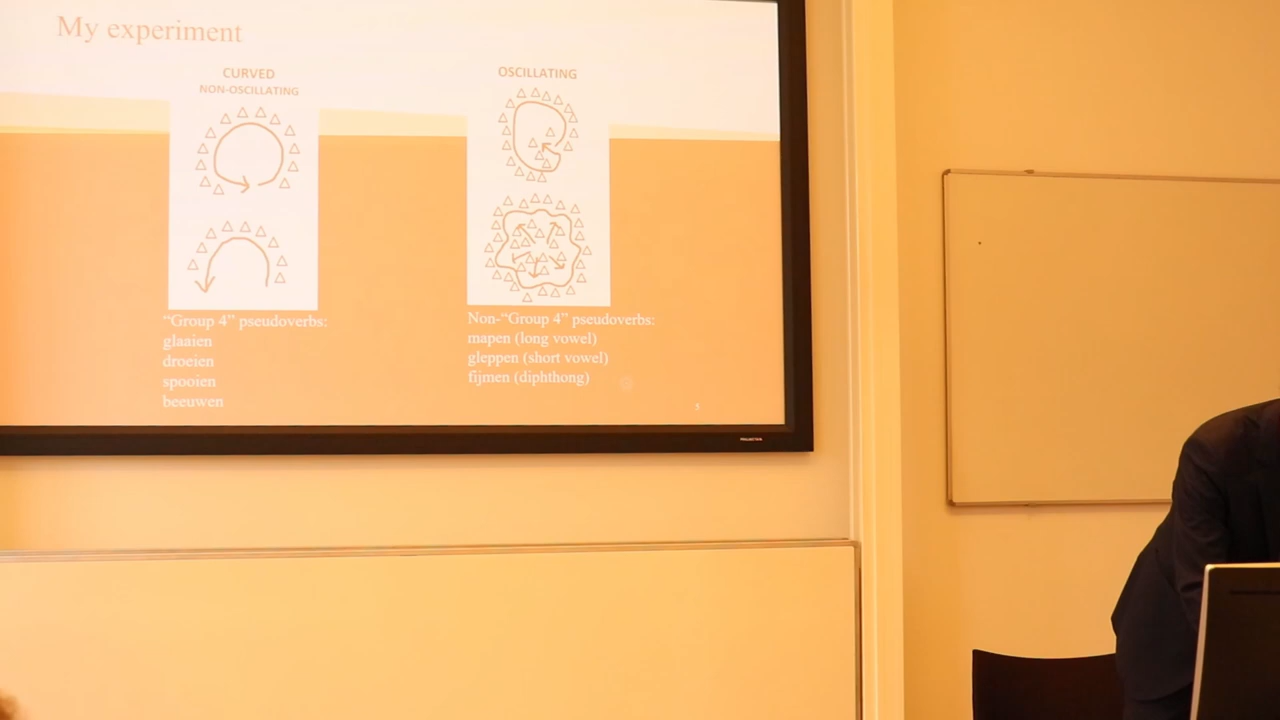 My experiment
CURVED
NON-OSCILLATING
OSCILLATING
“Group 4” pseudoverbs:
glaaien
droeien
spooien
beeuwen
Non-“Group 4” pseudoverbs:
mapen (long vowel)
gleppen (short vowel)
fijmen (diphthong)